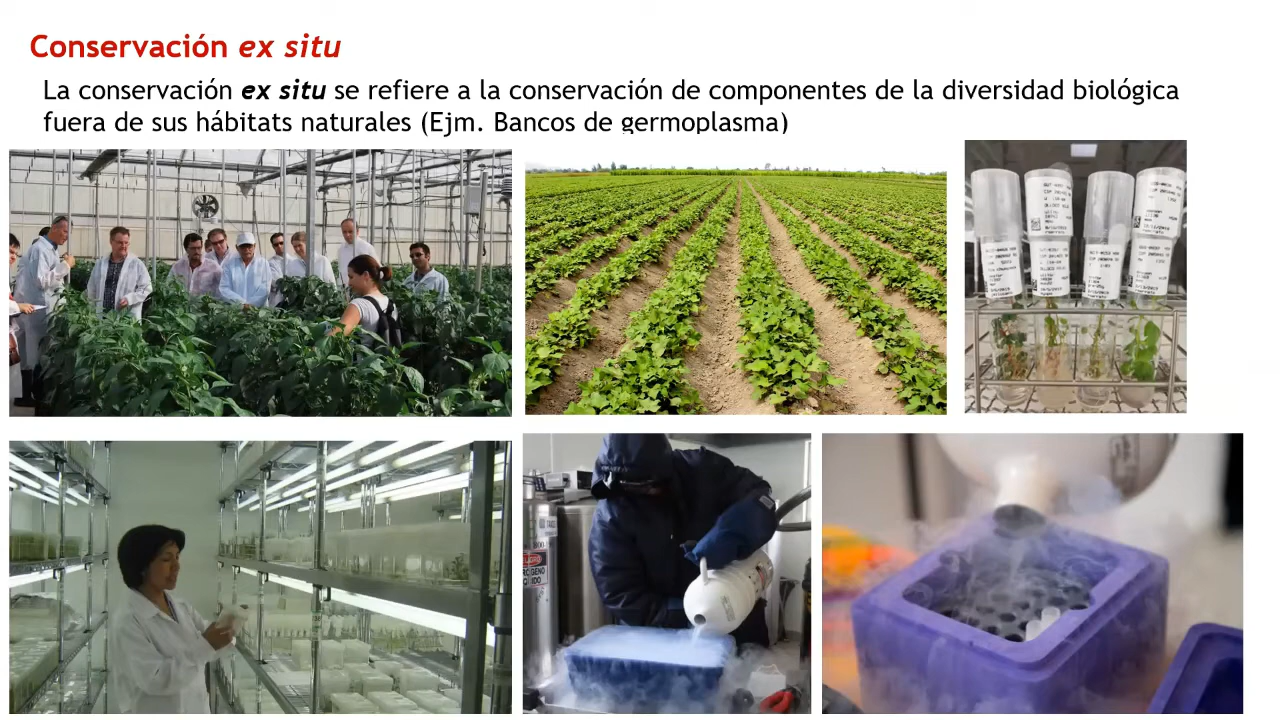 Conservación ex situ
La conservación ex situ se refiere a la conservación de componentes de la diversidad biológica
fuera de sus hábitats naturales (Ejm. Bancos de germoplasma)